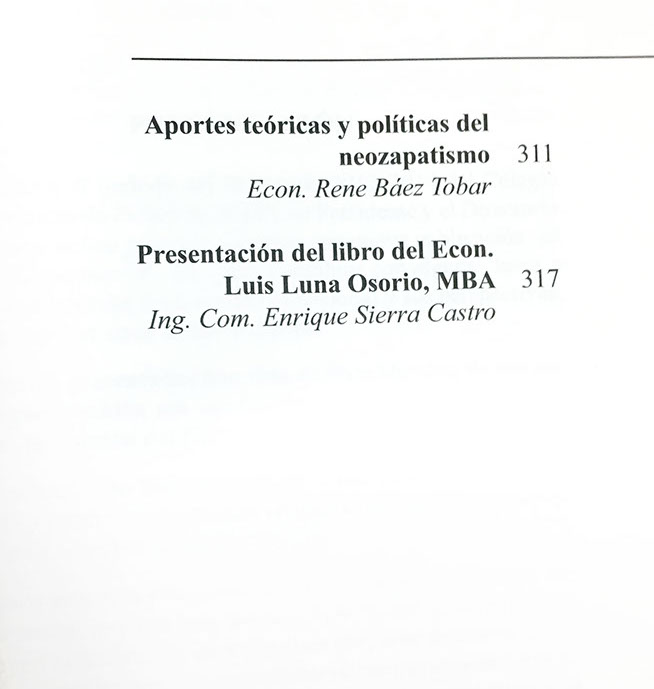 Aportes teóricas y políticas del
neozapatismo 311
Econ. Rene Báez Tobar
Presentación del libro del Econ.
Luis Luna Osorio, MBA 317
Ing. Com. Enrique Sierra Castro